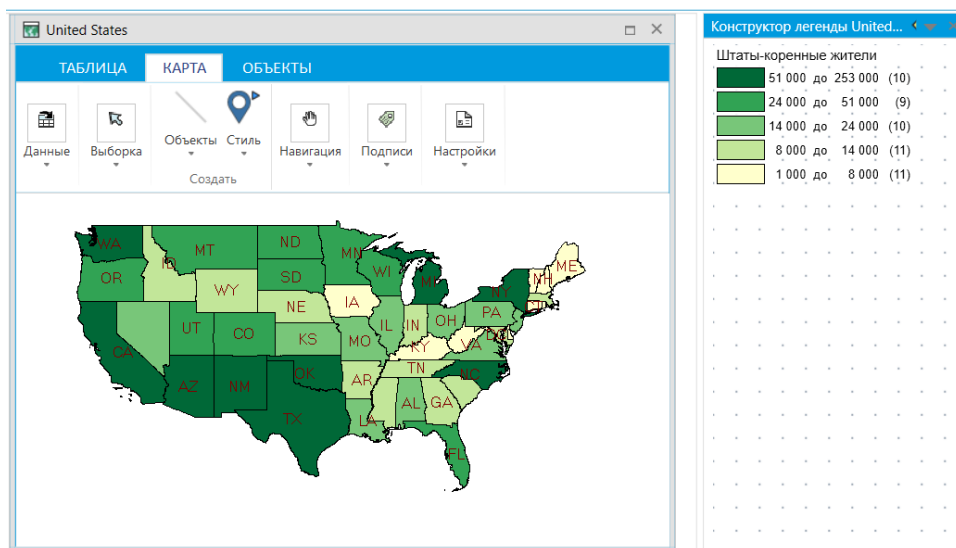 United States
ТАБЛИЦА КАРТА ОБЪЕКТЫ
Данные Выборка Объекты Стиль Навигация Подписи Настройки
Создать
WA MT ND MN
OR ID WY SD WI MI NY NH ME
NE IA PA
UT CO KS MO IL IN OH KY VA
CA AZ NM OK AR TN NC
TX LA AL GA
FL
Конструктор легенды United...
Штаты-коренные жители
51 000 до 253 000 (10)
24 000 до 51 000 (9)
14 000 до 24 000 (10)
8 000 до 14 000 (11)
1 000 до 8 000 (11)